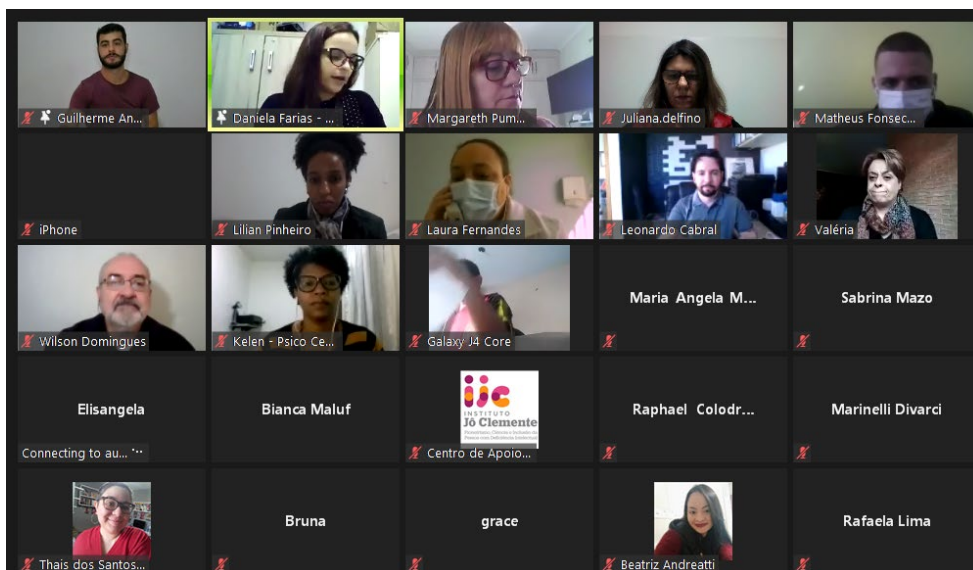 Guilherme An...
Daniela Farias - ...
Margareth Pum...
Juliana.delfino
Matheus Fonsec...
iPhone
Lilian Pinheiro
Laura Fernandes
Leonardo Cabral
Valéria
Wilson Domingues
Kelen - Psico Ce...
Galaxy J4 Core
Maria Angela M...
Sabrina Mazo
Elisangela
Connecting to au...
Bianca Maluf
ijc
INSTITUTO
Jô Clemente
Centro de Apoio...
Raphael Colodr...
Marinelli Divarci
Thais dos Santos...
Bruna
grace
Beatriz Andreatti
Rafaela Lima